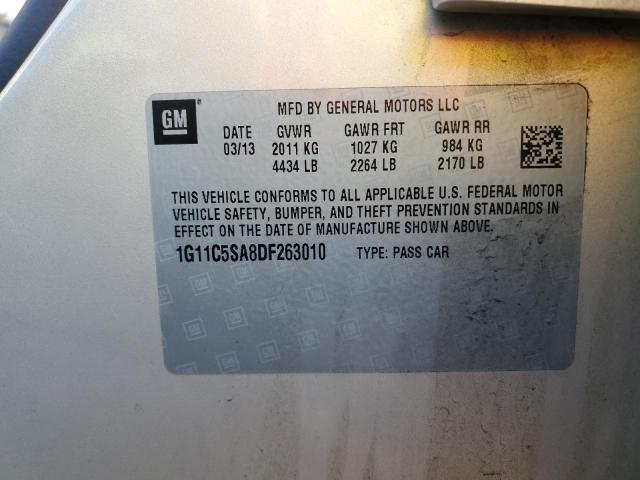 GM ® MFD BY GENERAL MOTORS LLC
DATE GVWR GAWR FRT GAWR RR
03/13 2011 KG 1027 KG 984 KG
4434 LB 2264 LB 2170 LB
THIS VEHICLE CONFORMS TO ALL APPLICABLE U.S. FEDERAL MOTOR
VEHICLE SAFETY, BUMPER, AND THEFT PREVENTION STANDARDS IN
EFFECT ON THE DATE OF MANUFACTURE SHOWN ABOVE.
1G11C5SA8DF263010 TYPE: PASS CAR